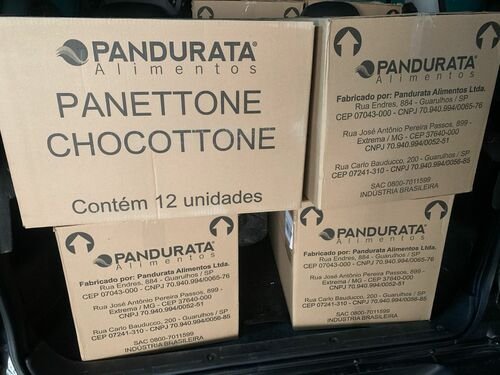 PANDURATA®
Alimentos
PANETTONE
CHOCOTTONE
Contém 12 unidades
PANDURATA®
Alimentos
Fabricado por: Pandurata Alimentos Ltda.
Rua Endres, 884 - Guarulhos / SP
CEP 07043-000 - CNPJ 70.940.994/0065-76
Rua José Antônio Pereira Passos, 899 -
Extrema / MG - CEP 37640-000
CNPJ 70.940.994/0052-51
Rua Carlo Bauducco, 200 - Guarulhos / SP
CEP 07241-310 - CNPJ 70.940.994/0056-85
SAC 0800-7011599
INDÚSTRIA BRASILEIRA
PANDURATA®
Alimentos
Fabricado por: Pandurata Alimentos Ltda.
Rua Endres, 884 - Guarulhos / SP
CEP 07043-000 - CNPJ 70.940.994/0065-76
Rua José Antônio Pereira Passos, 899 -
Extrema / MG - CEP 37640-000
CNPJ 70.940.994/0052-51
Rua Carlo Bauducco, 200 - Guarulhos / SP
CEP 07241-310 - CNPJ 70.940.994/0056-85
SAC 0800-7011599
INDÚSTRIA BRASILEIRA
PANDURATA®
Alimentos
Fabricado por: Pandurata Alimentos Ltda.
Rua Endres, 884 - Guarulhos / SP
CEP 07043-000 - CNPJ 70.940.994/0065-76
Rua José Antônio Pereira Passos, 899 -
Extrema / MG - CEP 37640-000
CNPJ 70.940.994/0052-51
Rua Carlo Bauducco, 200 - Guarulhos / SP
CEP 07241-310 - CNPJ 70.940.994/0056-85
SAC 0800-7011599
INDÚSTRIA BRASILEIRA